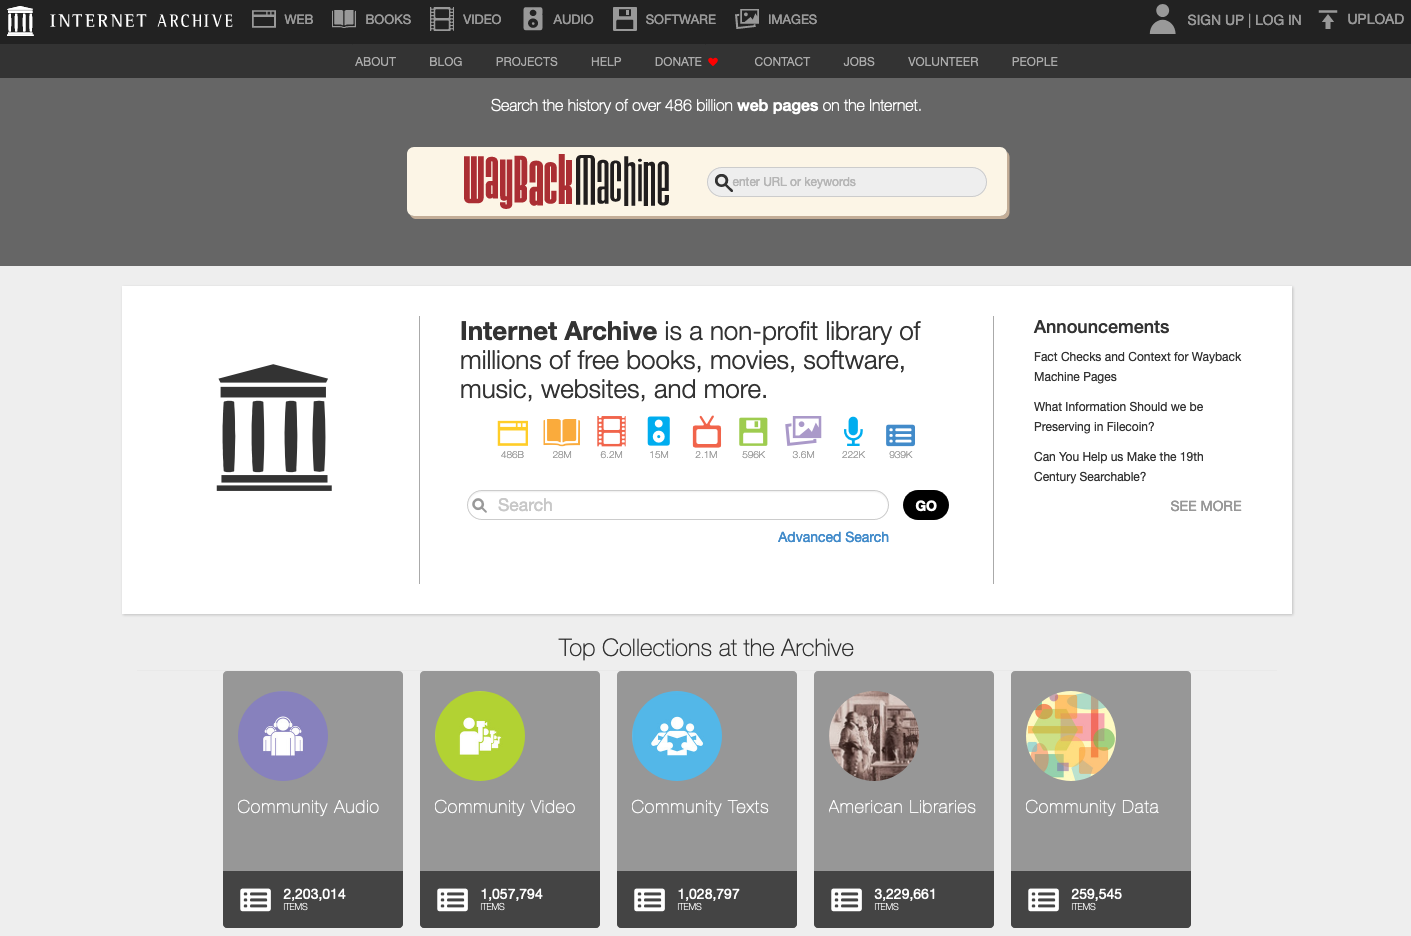 INTERNET ARCHIVE
WEB
BOOKS
VIDEO
AUDIO
SOFTWARE
IMAGES
SIGN UP | LOG IN
UPLOAD
ABOUT
BLOG
PROJECTS
HELP
DONATE
CONTACT
JOBS
VOLUNTEER
PEOPLE
Search the history of over 486 billion web pages on the Internet.
WayBackMachine
enter URL or keywords
Internet Archive is a non-profit library of
millions of free books, movies, software,
music, websites, and more.
486B
28M
6.2M
15M
2.1M
596K
3.6M
222K
939K
Search
GO
Advanced Search
Announcements
Fact Checks and Context for Wayback
Machine Pages
What Information Should we be
Preserving in Filecoin?
Can You Help us Make the 19th
Century Searchable?
SEE MORE
Top Collections at the Archive
Community Audio
2,203,014
ITEMS
Community Video
1,057,794
ITEMS
Community Texts
1,028,797
ITEMS
American Libraries
3,229,661
ITEMS
Community Data
259,545
ITEMS